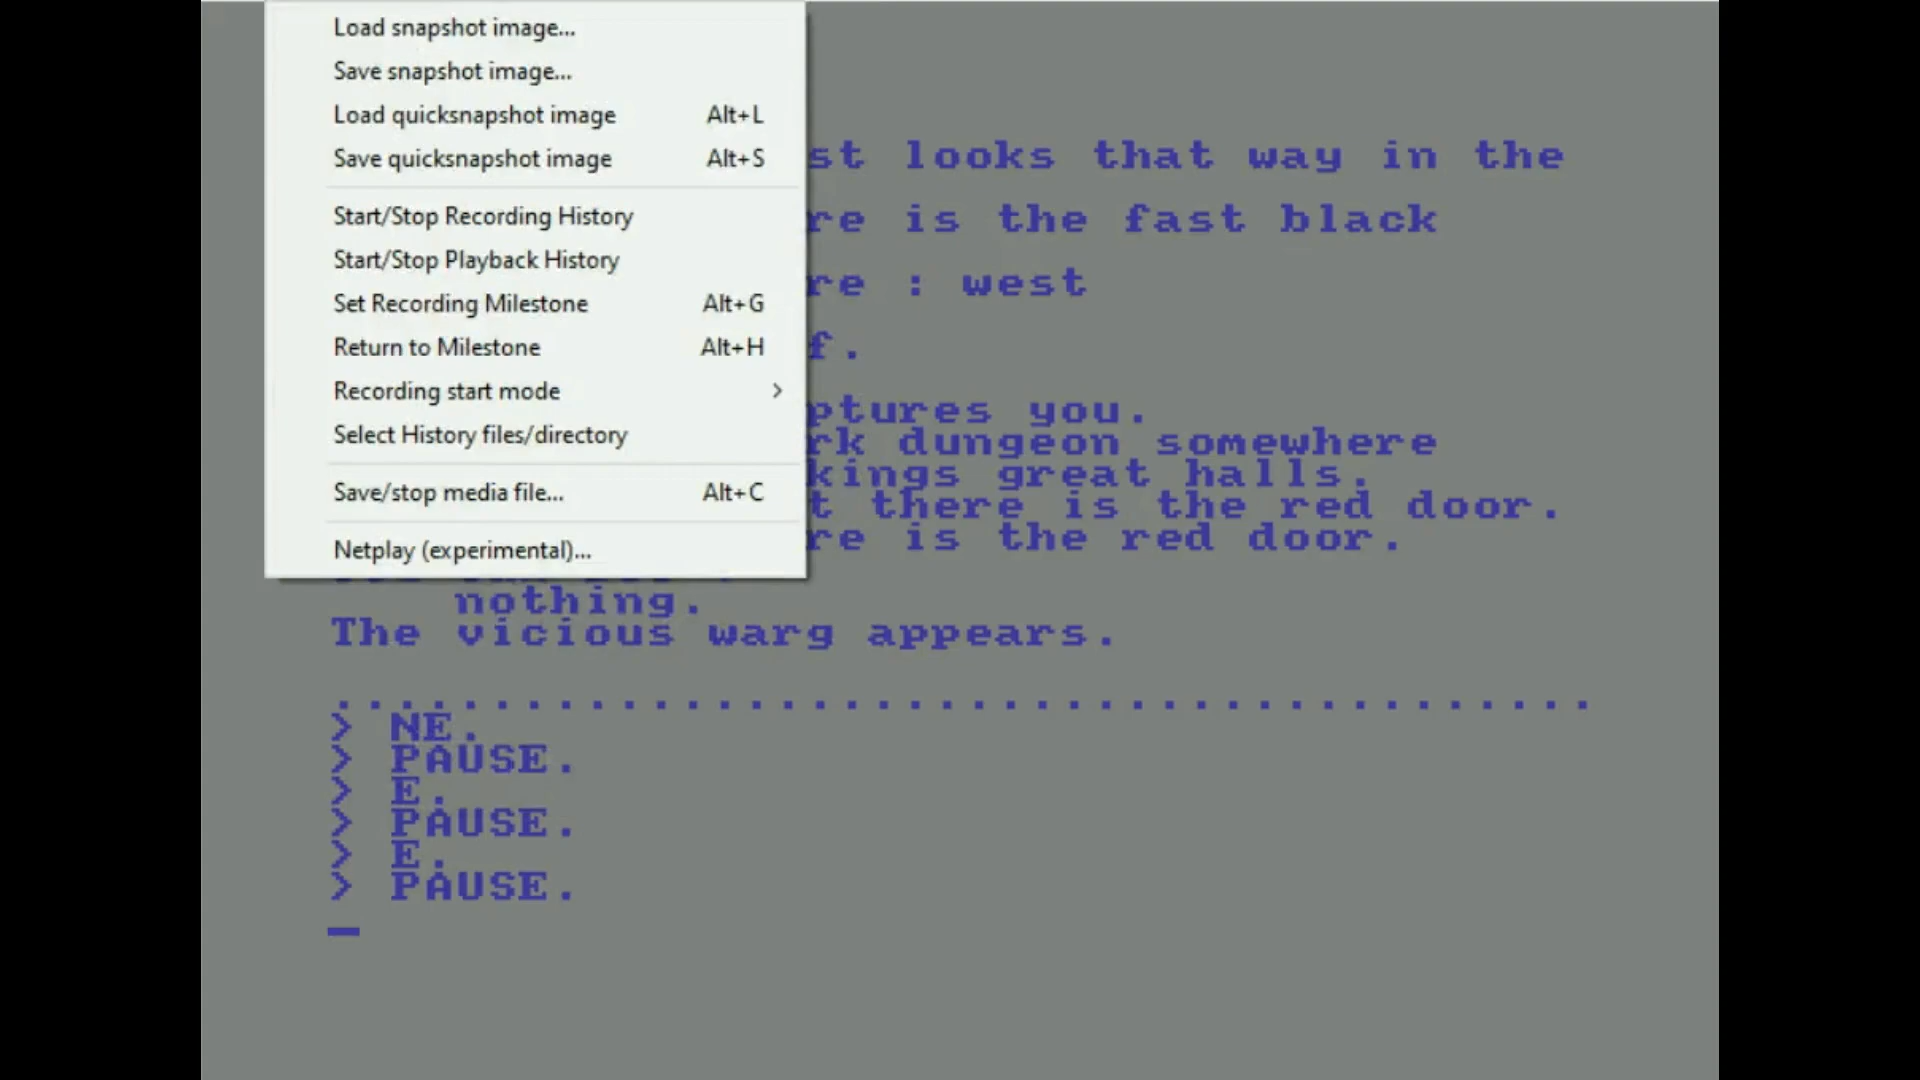 Load snapshot image...
Save snapshot image...
Load quicksnapshot image Alt+L
Save quicksnapshot image Alt+S
Start/Stop Recording History
Start/Stop Playback History
Set Recording Milestone Alt+G
Return to Milestone Alt+H
Recording start mode >
Select History files/directory
Save/stop media file... Alt+C
Netplay (experimental)...
st looks that way in the
re is the fast black
re : west
f.
ptures you.
rk dungeon somewhere
kings great halls.
t there is the red door.
re is the red door.
nothing.
The vicious warg appears.
........................................
> NE.
> PAUSE.
> E.
> PAUSE.
> E.
> PAUSE.